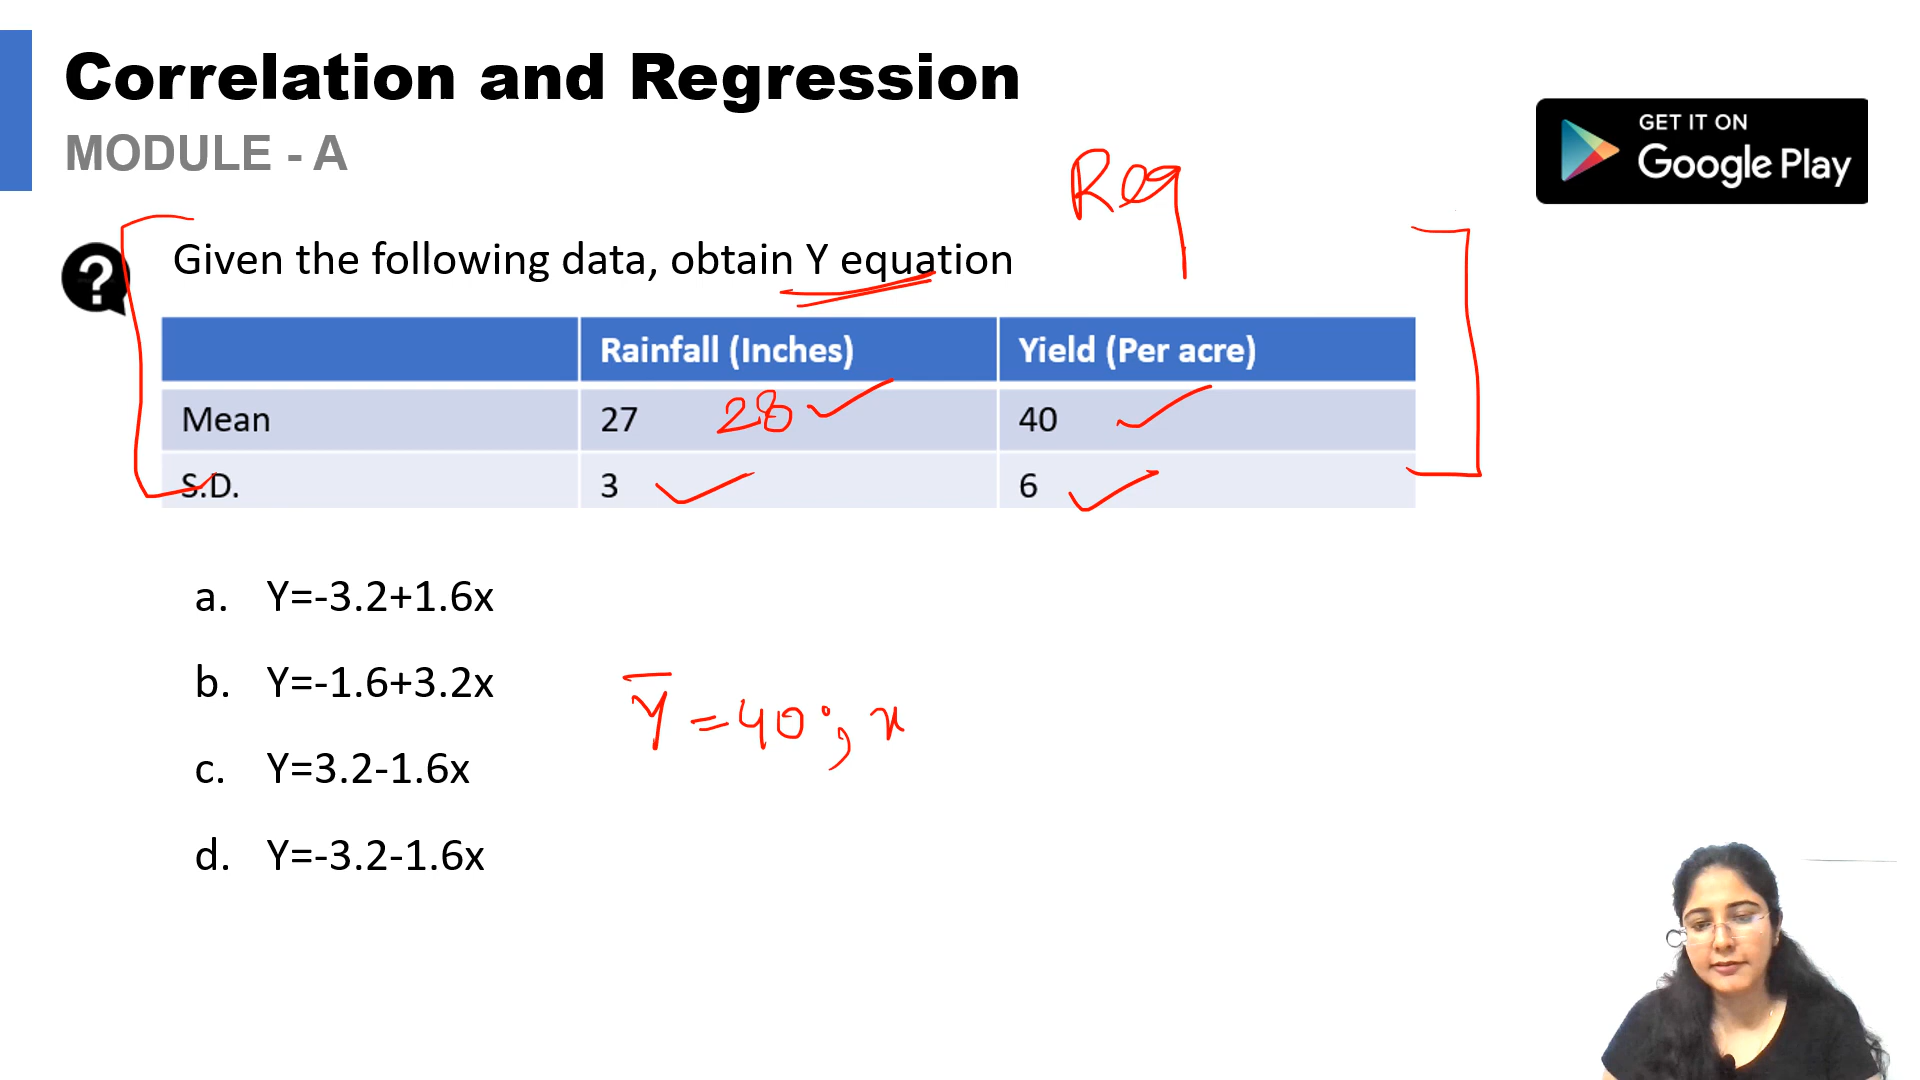 Correlation and Regression
MODULE - A
GET IT ON
Google Play
Reg
Given the following data, obtain Y equation
Rainfall (Inches) Yield (Per acre)
Mean 27 28 40
S.D. 3 6
a. Y=-3.2+1.6x
b. Y=-1.6+3.2x
Y = 40 ; x
c. Y=3.2-1.6x
d. Y=-3.2-1.6x